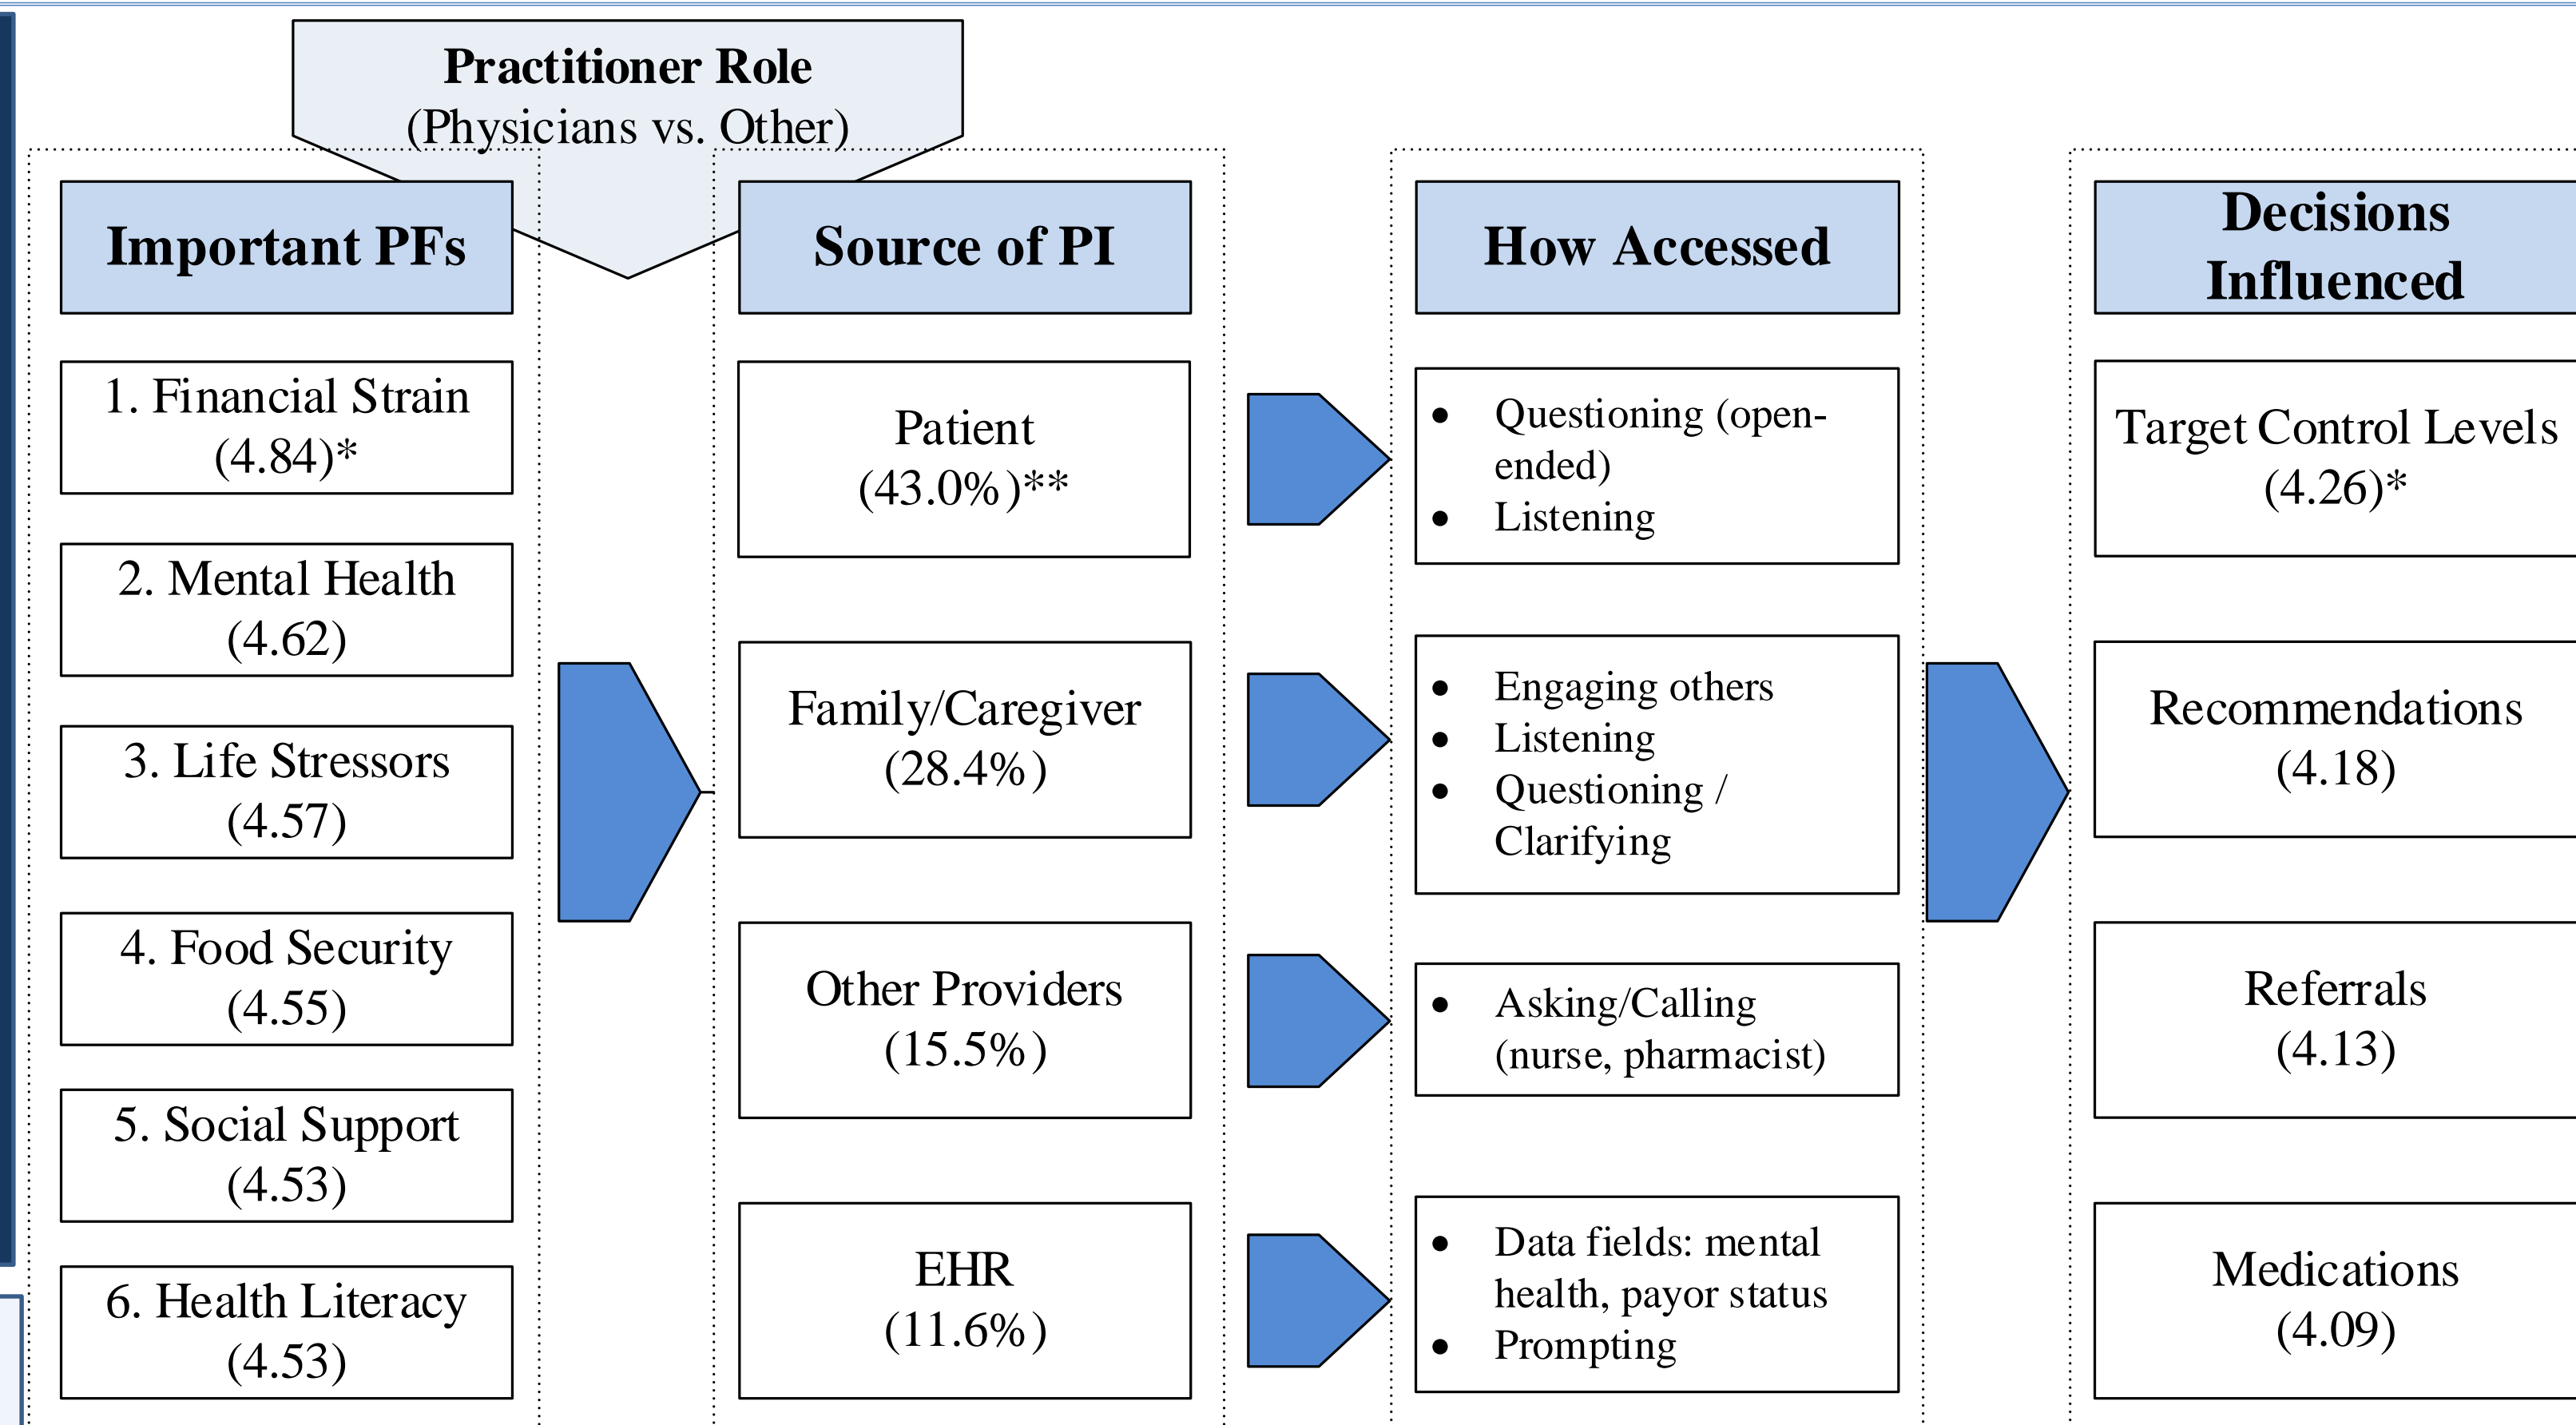 Practitioner Role
(Physicians vs. Other)
Important PFs
1. Financial Strain
(4.84)*
2. Mental Health
(4.62)
3. Life Stressors
(4.57)
4. Food Security
(4.55)
5. Social Support
(4.53)
6. Health Literacy
(4.53)
Source of PI
Patient
(43.0%)**
Family/Caregiver
(28.4%)
Other Providers
(15.5%)
EHR
(11.6%)
How Accessed
• Questioning (open-
ended)
• Listening
• Engaging others
• Listening
• Questioning /
Clarifying
• Asking/Calling
(nurse, pharmacist)
• Data fields: mental
health, payor status
• Prompting
Decisions
Influenced
Target Control Levels
(4.26)*
Recommendations
(4.18)
Referrals
(4.13)
Medications
(4.09)